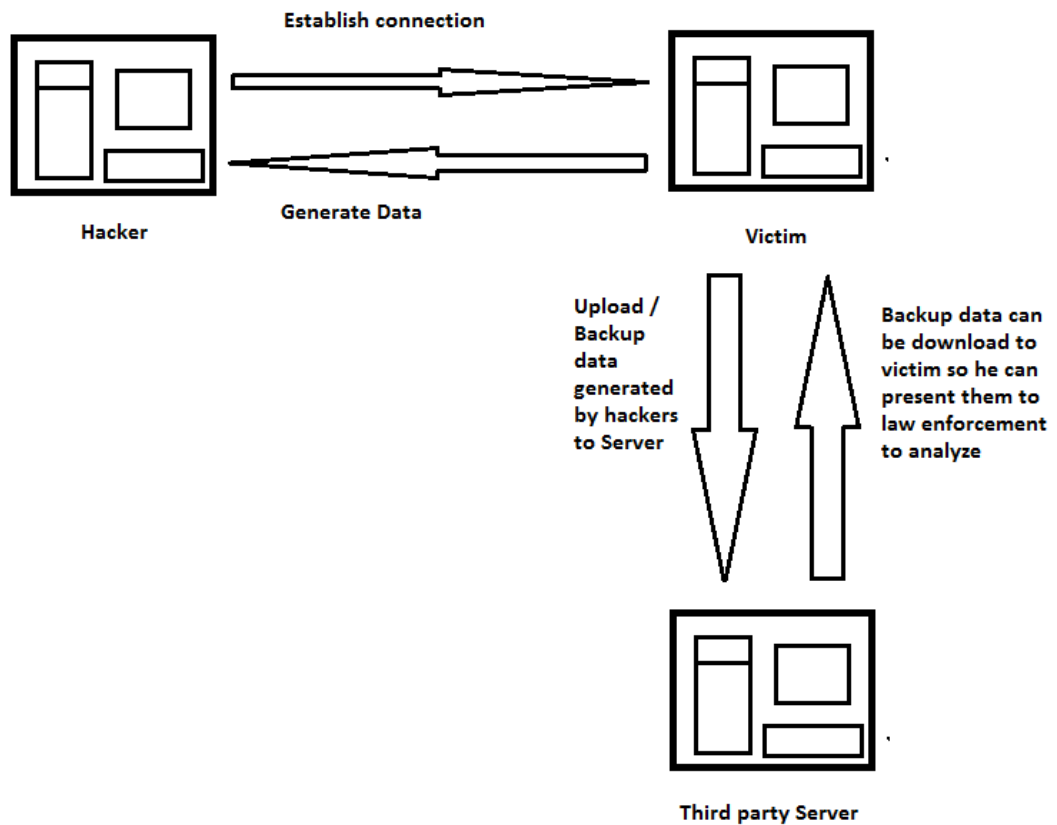 Establish connection
Generate Data
Hacker
Victim
Upload /
Backup
data
generated
by hackers
to Server
Backup data can
be download to
victim so he can
present them to
law enforcement
to analyze
Third party Server